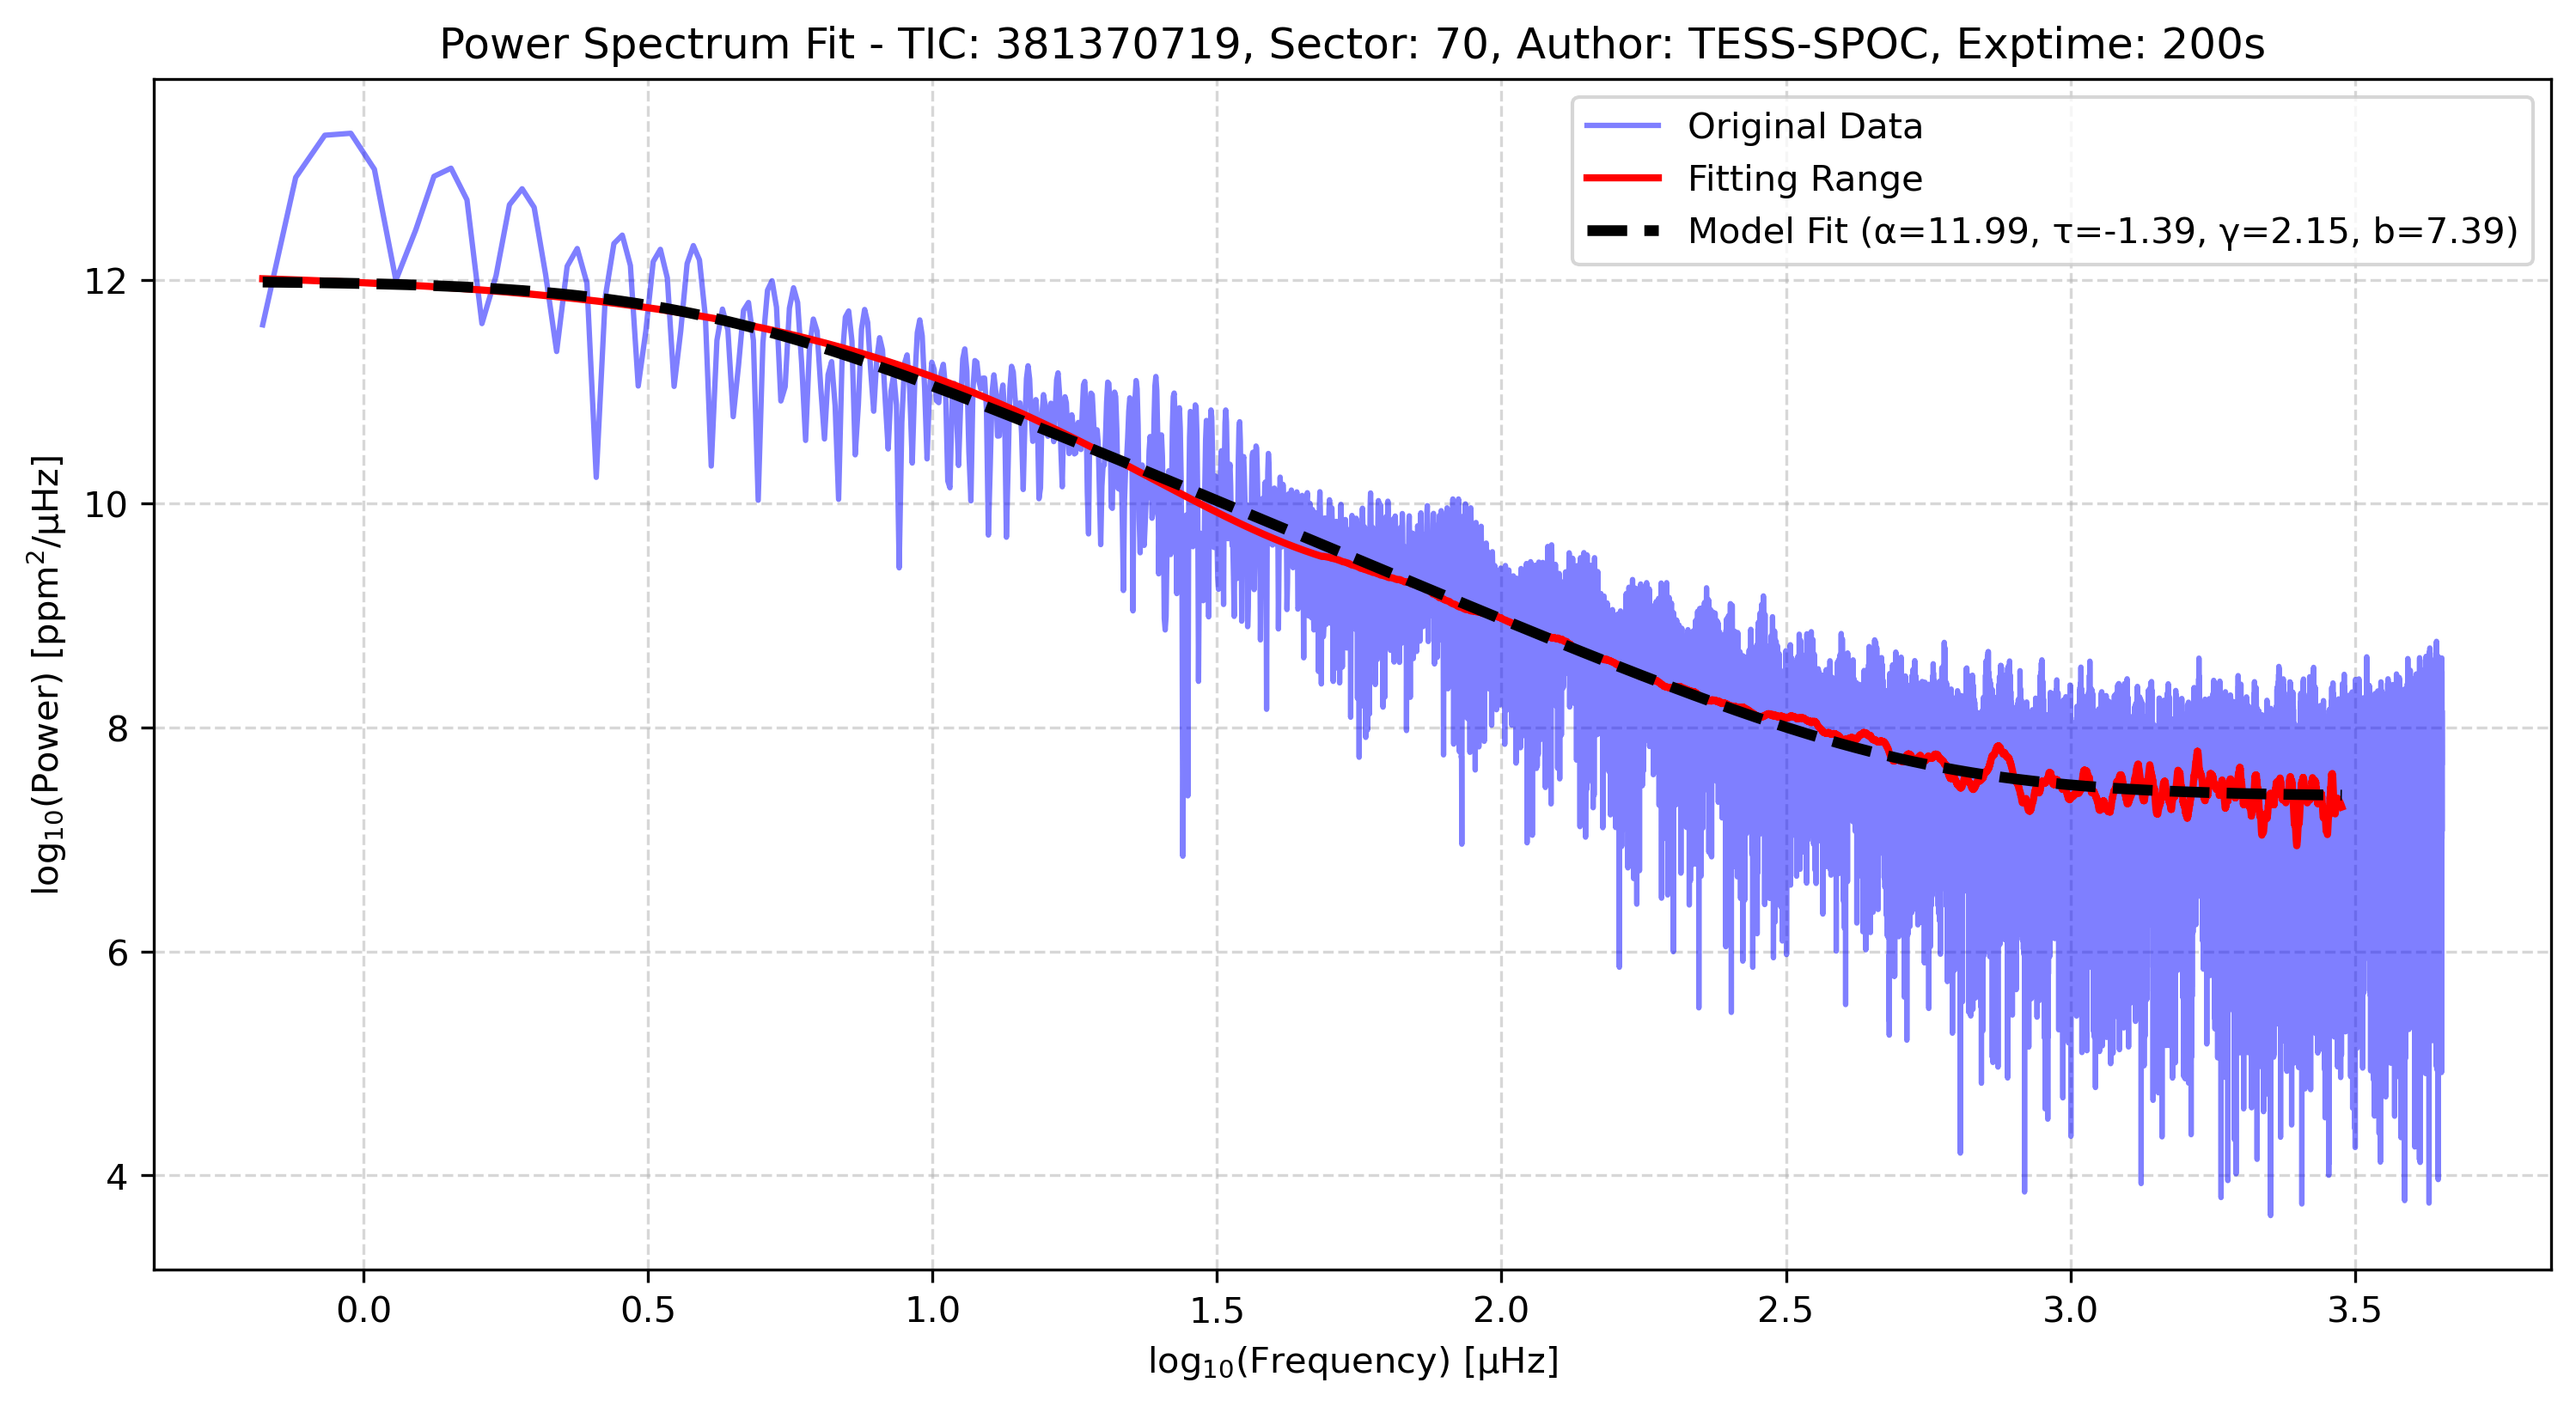 Power Spectrum Fit - TIC: 381370719, Sector: 70, Author: TESS-SPOC, Exptime: 200s
Original Data
Fitting Range
Model Fit (α=11.99, τ=-1.39, γ=2.15, b=7.39)
log₁₀(Power) [ppm²/μHz]
12
10
8
6
4
0.0 0.5 1.0 1.5 2.0 2.5 3.0 3.5
log₁₀(Frequency) [μHz]